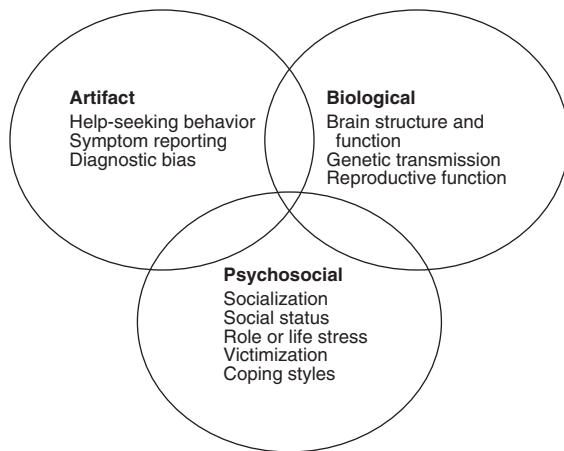 Artifact
Help-seeking behavior
Symptom reporting
Diagnostic bias
Biological
Brain structure and
function
Genetic transmission
Reproductive function
Psychosocial
Socialization
Social status
Role or life stress
Victimization
Coping styles